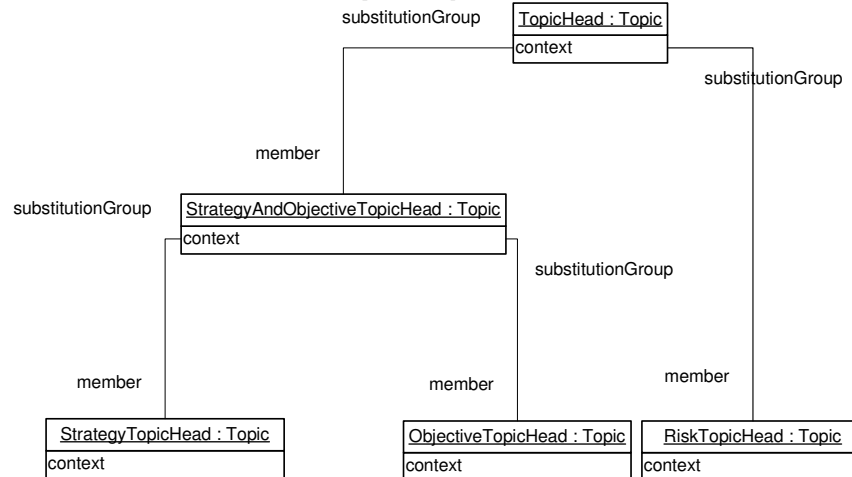 substitutionGroup
TopicHead : Topic
context
substitutionGroup
member
substitutionGroup
StrategyAndObjectiveTopicHead : Topic
context
substitutionGroup
member
member
member
StrategyTopicHead : Topic
context
ObjectiveTopicHead : Topic
context
RiskTopicHead : Topic
context